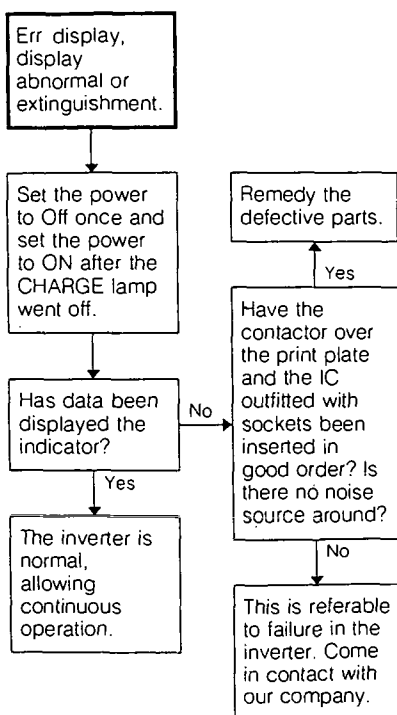 Err display,
display
abnormal or
extinguishment.
Set the power
to Off once and
set the power
to ON after the
CHARGE lamp
went off.
Has data been
displayed the
indicator?
Yes
The inverter is
normal,
allowing
continuous
operation.
No
Have the
contactor over
the print plate
and the IC
outfitted with
sockets been
inserted in
good order? Is
there no noise
source around?
Yes
Remedy the
defective parts.
No
This is referable
to failure in the
inverter. Come
in contact with
our company.